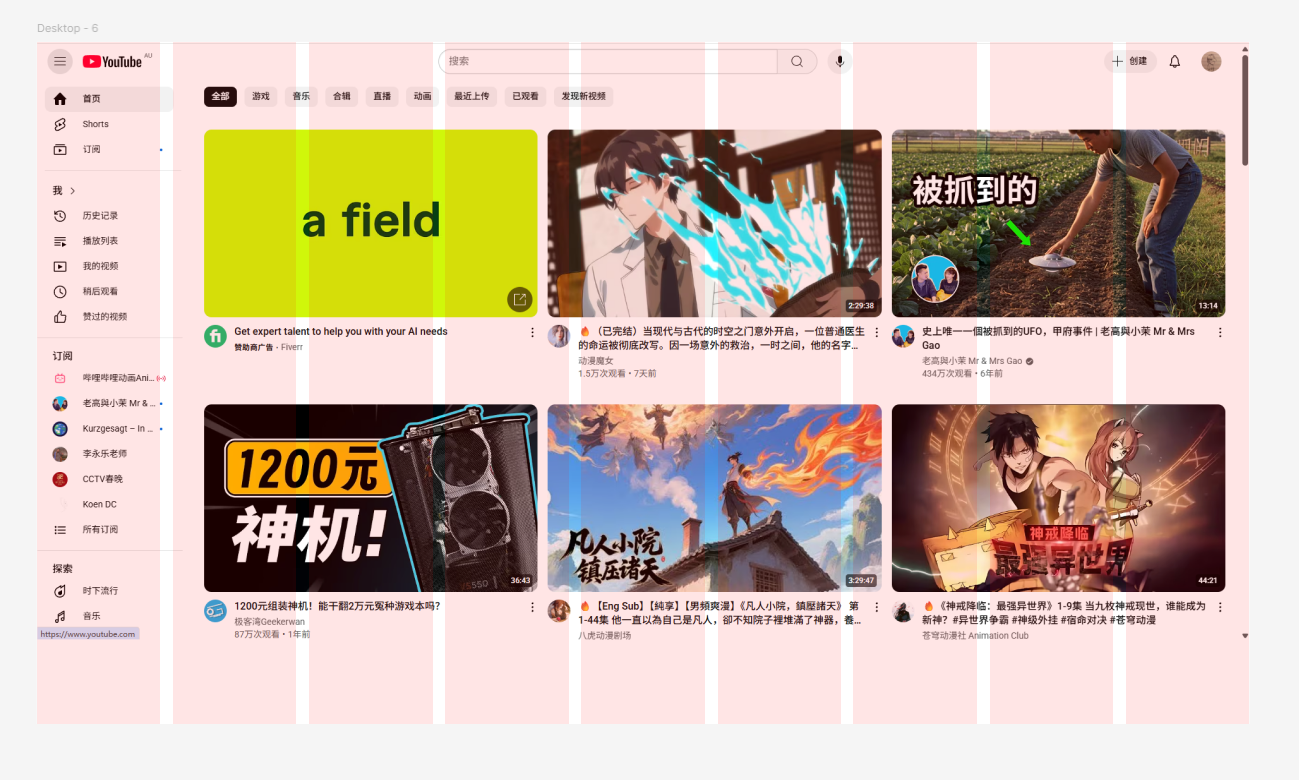 Desktop - 6
YouTube AU
搜索
创建
首页
Shorts
订阅
我
历史记录
播放列表
我的视频
稍后观看
赞过的视频
订阅
哔哩哔哩动画Ani...
老高與小茉 Mr & ...
Kurzgesagt – In ...
李永乐老师
CCTV春晚
Koen DC
所有订阅
探索
时下流行
音乐
https://www.youtube.com
全部
游戏
音乐
合辑
直播
动画
最近上传
已观看
发现新视频
a field
fi
Get expert talent to help you with your AI needs
赞助商广告 · Fiverr
2:29:38
🔥（已完结）当现代与古代的时空之门意外开启，一位普通医生
的命运被彻底改写。因一场意外的救治，一时之间，他的名字...
动漫魔女
1.5万次观看 • 7天前
被抓到的
13:14
史上唯一一個被抓到的UFO，甲府事件 | 老高與小茉 Mr & Mrs
Gao
老高與小茉 Mr & Mrs Gao
434万次观看 • 6年前
1200元
神机!
36:43
1200元组装神机！能干翻2万元冤种游戏本吗？
极客湾Geekerwan
87万次观看 • 1年前
凡人小院
镇压诸天
3:29:47
🔥【Eng Sub】【純享】【男頻爽漫】《凡人小院，鎮壓諸天》 第
1-44集 他一直以為自己是凡人，卻不知院子裡堆滿了神器，養...
八虎动漫剧场
神戒降临
最强异世界
44:21
🔥《神戒降临：最强异世界》1-9集 当九枚神戒现世，谁能成为
新神？#异世界争霸 #神级外挂 #宿命对决 #苍穹动漫
苍穹动漫社 Animation Club